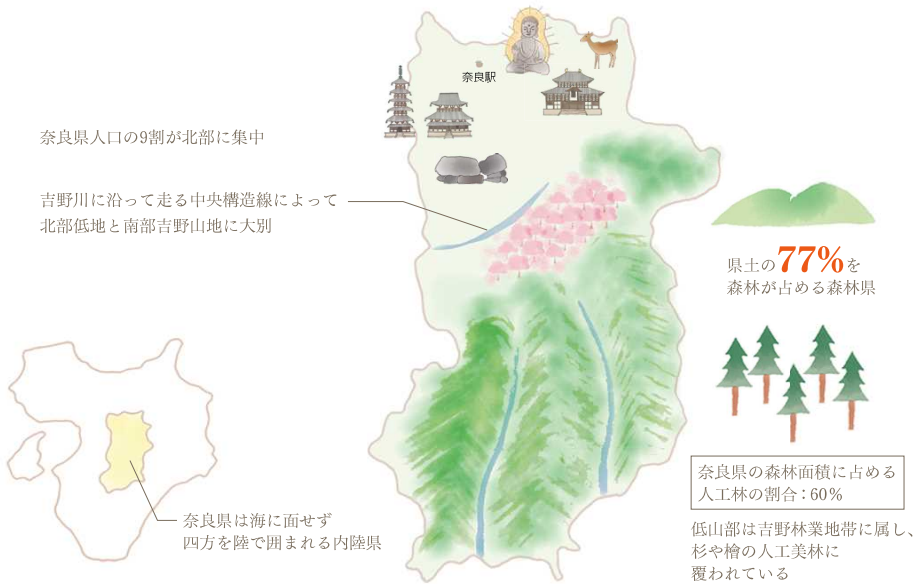 奈良駅
奈良県人口の9割が北部に集中
吉野川に沿って走る中央構造線によって
北部低地と南部吉野山地に大別
県土の77%を
森林が占める森林県
奈良県の森林面積に占める
人工林の割合：60%
低山部は吉野林業地帯に属し、
杉や檜の人工美林に
覆われている
奈良県は海に面せず
四方を陸で囲まれる内陸県